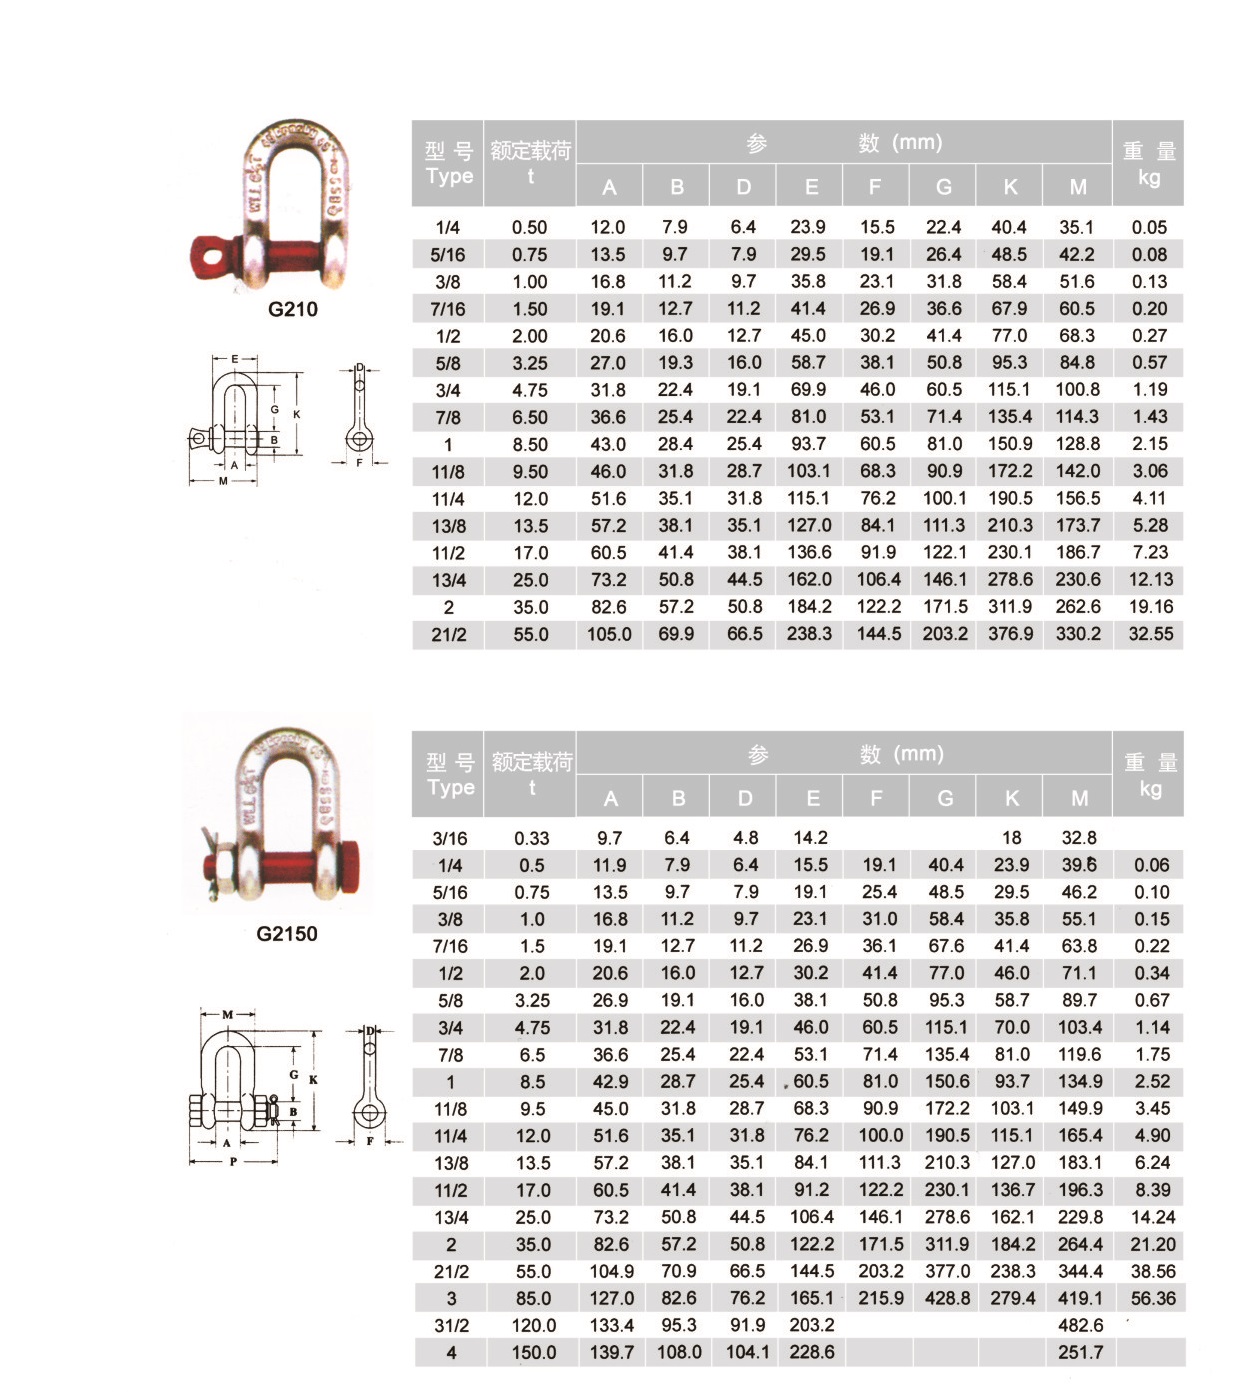 型 号 额定载荷 参 数 (mm) 重 量
Type t A B D E F G K M kg
1/4 0.50 12.0 7.9 6.4 23.9 15.5 22.4 40.4 35.1 0.05
5/16 0.75 13.5 9.7 7.9 29.5 19.1 26.4 48.5 42.2 0.08
3/8 1.00 16.8 11.2 9.7 35.8 23.1 31.8 58.4 51.6 0.13
7/16 1.50 19.1 12.7 11.2 41.4 26.9 36.6 67.9 60.5 0.20
1/2 2.00 20.6 16.0 12.7 45.0 30.2 41.4 77.0 68.3 0.27
5/8 3.25 27.0 19.3 16.0 58.7 38.1 50.8 95.3 84.8 0.57
3/4 4.75 31.8 22.4 19.1 69.9 46.0 60.5 115.1 100.8 1.19
7/8 6.50 36.6 25.4 22.4 81.0 53.1 71.4 135.4 114.3 1.43
1 8.50 43.0 28.4 25.4 93.7 60.5 81.0 150.9 128.8 2.15
11/8 9.50 46.0 31.8 28.7 103.1 68.3 90.9 172.2 142.0 3.06
11/4 12.0 51.6 35.1 31.8 115.1 76.2 100.1 190.5 156.5 4.11
13/8 13.5 57.2 38.1 35.1 127.0 84.1 111.3 210.3 173.7 5.28
11/2 17.0 60.5 41.4 38.1 136.6 91.9 122.1 230.1 186.7 7.23
13/4 25.0 73.2 50.8 44.5 162.0 106.4 146.1 278.6 230.6 12.13
2 35.0 82.6 57.2 50.8 184.2 122.2 171.5 311.9 262.6 19.16
21/2 55.0 105.0 69.9 66.5 238.3 144.5 203.2 376.9 330.2 32.55
G210
E D
G K
B
A F
M
型 号 额定载荷 参 数 (mm) 重 量
Type t A B D E F G K M kg
3/16 0.33 9.7 6.4 4.8 14.2 18 32.8
1/4 0.5 11.9 7.9 6.4 15.5 19.1 40.4 23.9 39.6 0.06
5/16 0.75 13.5 9.7 7.9 19.1 25.4 48.5 29.5 46.2 0.10
3/8 1.0 16.8 11.2 9.7 23.1 31.0 58.4 35.8 55.1 0.15
7/16 1.5 19.1 12.7 11.2 26.9 36.1 67.6 41.4 63.8 0.22
1/2 2.0 20.6 16.0 12.7 30.2 41.4 77.0 46.0 71.1 0.34
5/8 3.25 26.9 19.1 16.0 38.1 50.8 95.3 58.7 89.7 0.67
3/4 4.75 31.8 22.4 19.1 46.0 60.5 115.1 70.0 103.4 1.14
7/8 6.5 36.6 25.4 22.4 53.1 71.4 135.4 81.0 119.6 1.75
1 8.5 42.9 28.7 25.4 60.5 81.0 150.6 93.7 134.9 2.52
11/8 9.5 45.0 31.8 28.7 68.3 90.9 172.2 103.1 149.9 3.45
11/4 12.0 51.6 35.1 31.8 76.2 100.0 190.5 115.1 165.4 4.90
13/8 13.5 57.2 38.1 35.1 84.1 111.3 210.3 127.0 183.1 6.24
11/2 17.0 60.5 41.4 38.1 91.2 122.2 230.1 136.7 196.3 8.39
13/4 25.0 73.2 50.8 44.5 106.4 146.1 278.6 162.1 229.8 14.24
2 35.0 82.6 57.2 50.8 122.2 171.5 311.9 184.2 264.4 21.20
21/2 55.0 104.9 70.9 66.5 144.5 203.2 377.0 238.3 344.4 38.56
3 85.0 127.0 82.6 76.2 165.1 215.9 428.8 279.4 419.1 56.36
31/2 120.0 133.4 95.3 91.9 203.2 482.6
4 150.0 139.7 108.0 104.1 228.6 251.7
G2150
M D
G K
B
A F
P